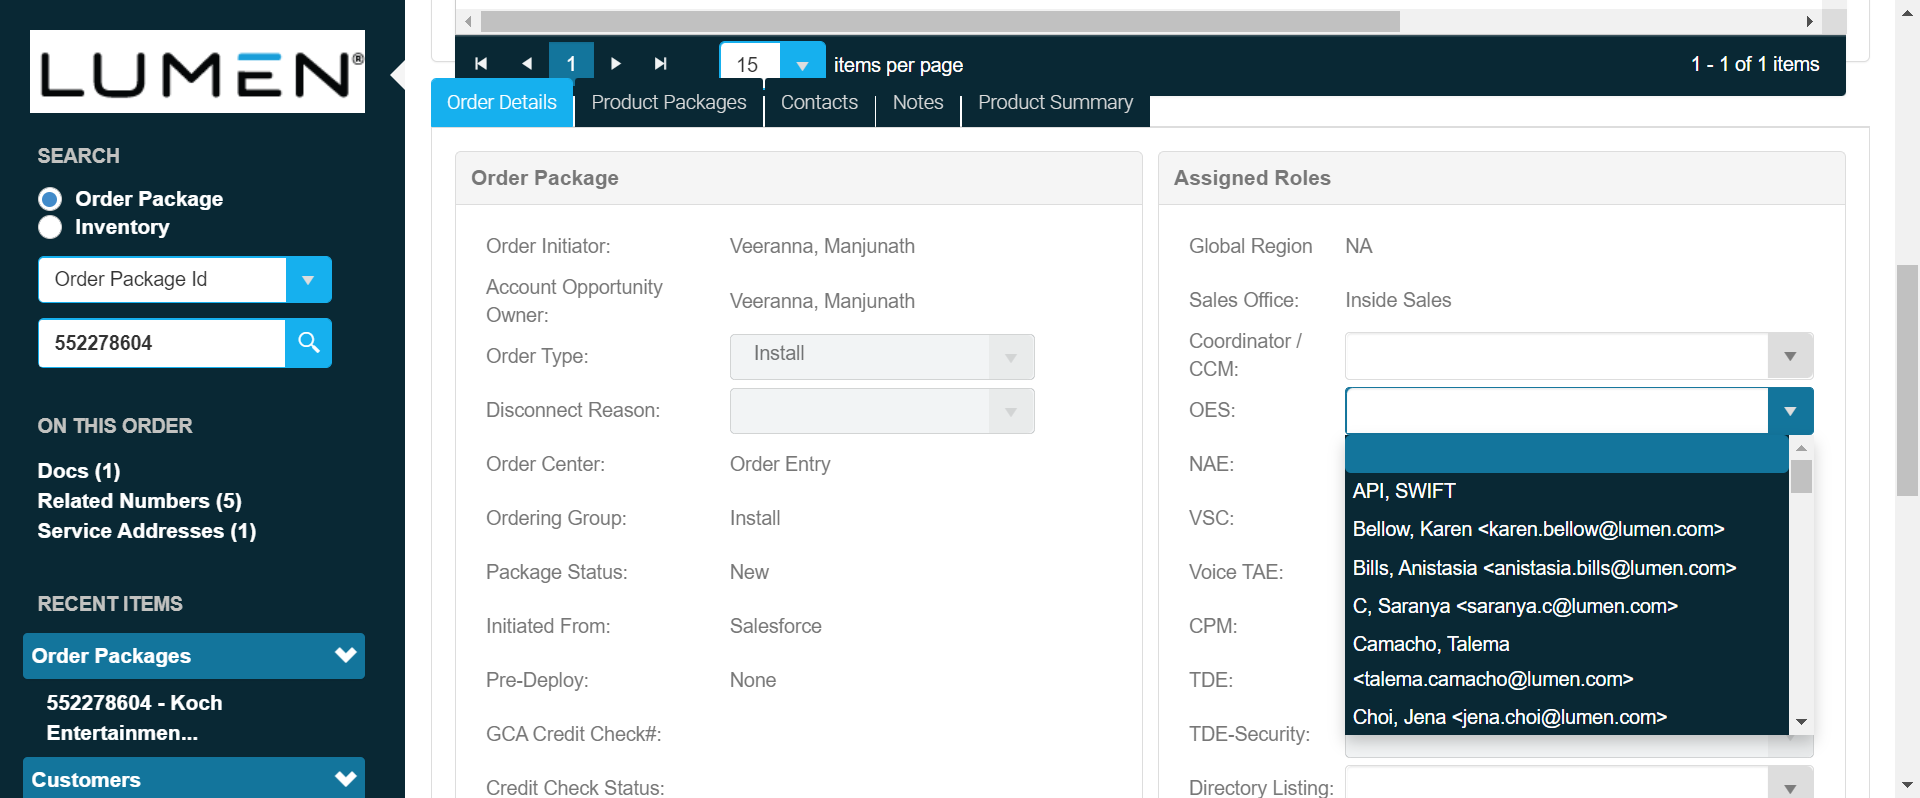 LUMEN®
SEARCH
Order Package
Inventory
Order Package Id
552278604
ON THIS ORDER
Docs (1)
Related Numbers (5)
Service Addresses (1)
RECENT ITEMS
Order Packages
552278604 - Koch
Entertainmen...
Customers
1
15
items per page
1 - 1 of 1 items
Order Details
Product Packages
Contacts
Notes
Product Summary
Order Package
Order Initiator: Veeranna, Manjunath
Account Opportunity
Owner: Veeranna, Manjunath
Order Type: Install
Disconnect Reason:
Order Center: Order Entry
Ordering Group: Install
Package Status: New
Initiated From: Salesforce
Pre-Deploy: None
GCA Credit Check#:
Credit Check Status:
Assigned Roles
Global Region NA
Sales Office: Inside Sales
Coordinator /
CCM:
OES:
NAE:
VSC:
Voice TAE:
CPM:
TDE:
TDE-Security:
Directory Listing:
API, SWIFT
Bellow, Karen <karen.bellow@lumen.com>
Bills, Anistasia <anistasia.bills@lumen.com>
C, Saranya <saranya.c@lumen.com>
Camacho, Talema
<talema.camacho@lumen.com>
Choi, Jena <jena.choi@lumen.com>